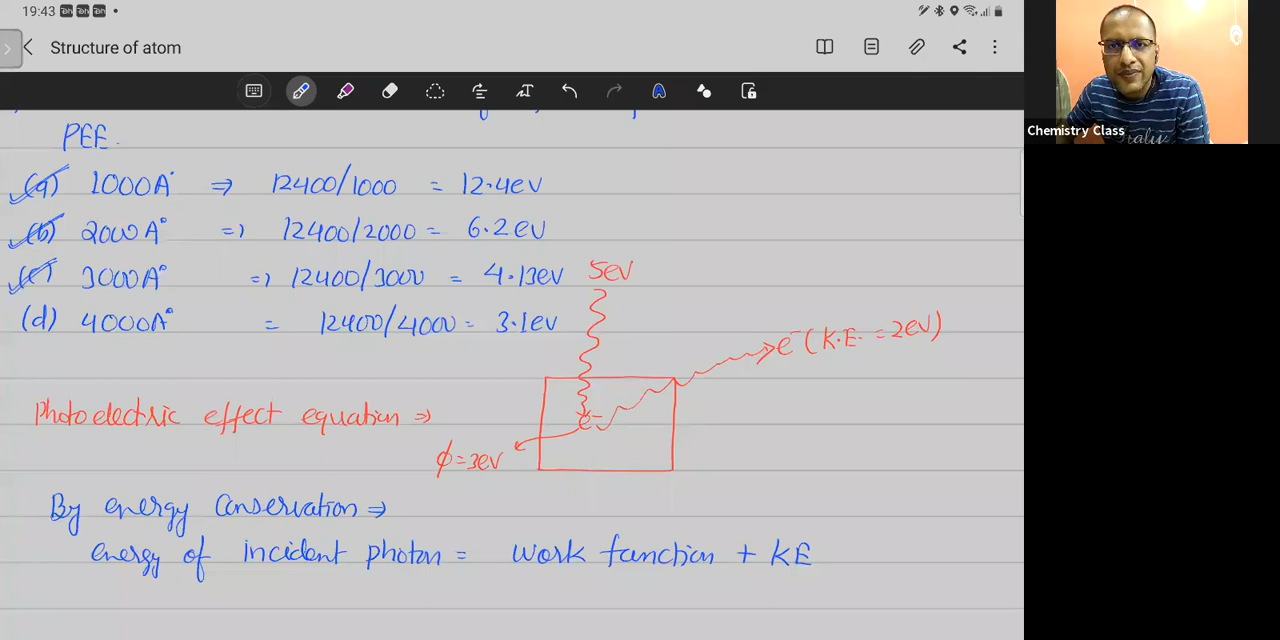 19:43
Structure of atom
Chemistry Class
PEE.
(a) 1000A° ⇒ 12400/1000 = 12.4eV
(b) 2000A° ⇒ 12400/2000 = 6.2eV
(c) 3000A° ⇒ 12400/3000 = 4.13eV
(d) 4000A° = 12400/4000 = 3.1eV
5eV
e⁻ (K.E. = 2eV)
Photoelectric effect equation ⇒
e⁻
ϕ=3eV
By energy conservation ⇒
energy of incident photon = work function + KE